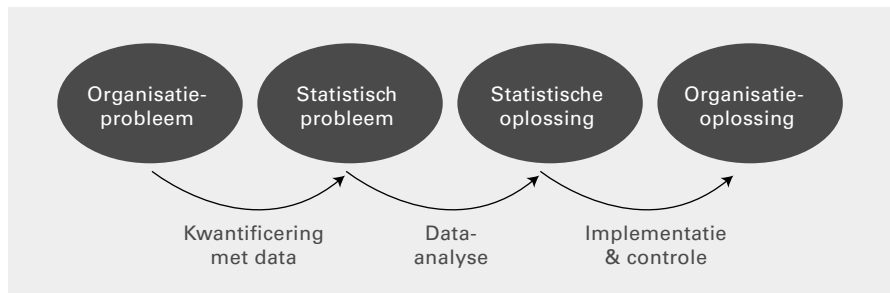 Organisatie-
probleem
Statistisch
probleem
Statistische
oplossing
Organisatie-
oplossing
Kwantificering
met data
Data-
analyse
Implementatie
& controle